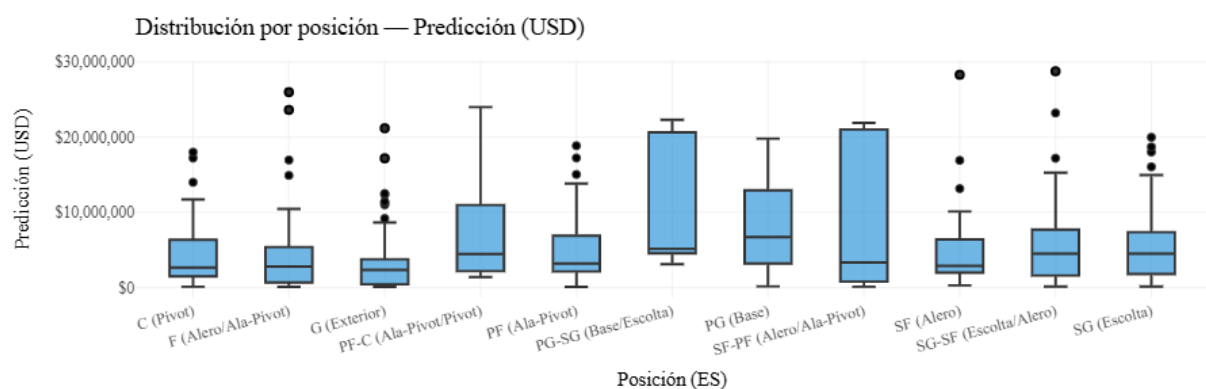 Distribución por posición — Predicción (USD)
$30,000,000
$20,000,000
$10,000,000
$0
Predicción (USD)
C (Pivot)
F (Alero/Ala-Pivot)
G (Exterior)
PF-C (Ala-Pivot/Pivot)
PF (Ala-Pivot)
PG-SG (Base/Escolta)
PG (Base)
SF-PF (Alero/Ala-Pivot)
SF (Alero)
SG-SF (Escolta/Alero)
SG (Escolta)
Posición (ES)